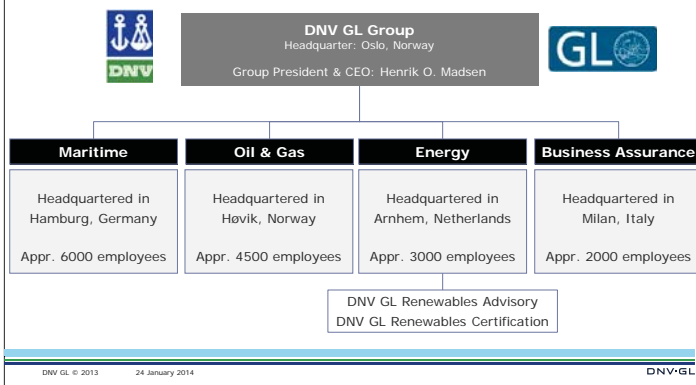 DNV GL Group
Headquarter: Oslo, Norway
Group President & CEO: Henrik O. Madsen
DNV
GL
Maritime
Headquartered in
Hamburg, Germany
Appr. 6000 employees
Oil & Gas
Headquartered in
Høvik, Norway
Appr. 4500 employees
Energy
Headquartered in
Arnhem, Netherlands
Appr. 3000 employees
Business Assurance
Headquartered in
Milan, Italy
Appr. 2000 employees
DNV GL Renewables Advisory
DNV GL Renewables Certification
DNV GL © 2013 24 January 2014
DNV·GL